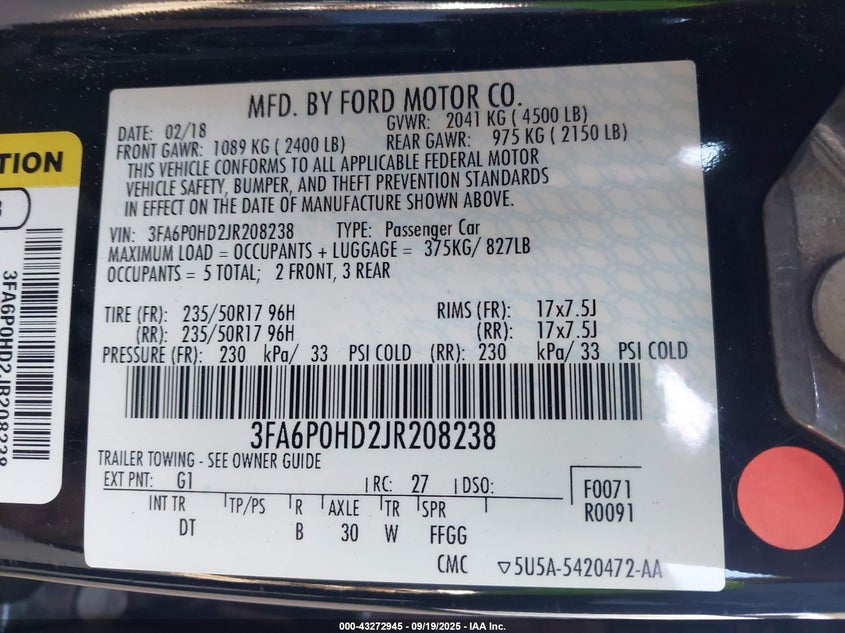 MFD. BY FORD MOTOR CO.
DATE: 02/18 GVWR: 2041 KG ( 4500 LB)
FRONT GAWR: 1089 KG ( 2400 LB) REAR GAWR: 975 KG ( 2150 LB)
THIS VEHICLE CONFORMS TO ALL APPLICABLE FEDERAL MOTOR
VEHICLE SAFETY, BUMPER, AND THEFT PREVENTION STANDARDS
IN EFFECT ON THE DATE OF MANUFACTURE SHOWN ABOVE.
VIN: 3FA6P0HD2JR208238 TYPE: Passenger Car
MAXIMUM LOAD = OCCUPANTS + LUGGAGE = 375KG/ 827LB
OCCUPANTS = 5 TOTAL; 2 FRONT, 3 REAR
TIRE (FR): 235/50R17 96H RIMS (FR): 17x7.5J
(RR): 235/50R17 96H (RR): 17x7.5J
PRESSURE (FR): 230 kPa/ 33 PSI COLD (RR): 230 kPa/ 33 PSI COLD
3FA6P0HD2JR208238
TRAILER TOWING - SEE OWNER GUIDE
EXT PNT: G1 RC: 27 DSO: F0071
INT TR TP/PS R AXLE TR SPR R0091
DT B 30 W FFGG
CMC ▽5U5A-5420472-AA
TION
3FA6P0HD2JR208238
000-43272945 - 09/19/2025 - IAA Inc.